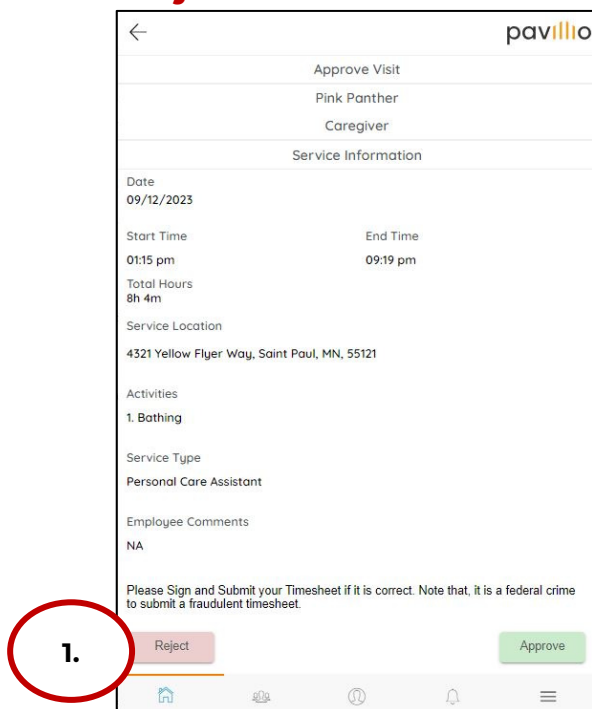 pavillio
Approve Visit
Pink Panther
Caregiver
Service Information
Date
09/12/2023
Start Time End Time
01:15 pm 09:19 pm
Total Hours
8h 4m
Service Location
4321 Yellow Flyer Way, Saint Paul, MN, 55121
Activities
1. Bathing
Service Type
Personal Care Assistant
Employee Comments
NA
Please Sign and Submit your Timesheet if it is correct. Note that, it is a federal crime
to submit a fraudulent timesheet.
1. Reject Approve